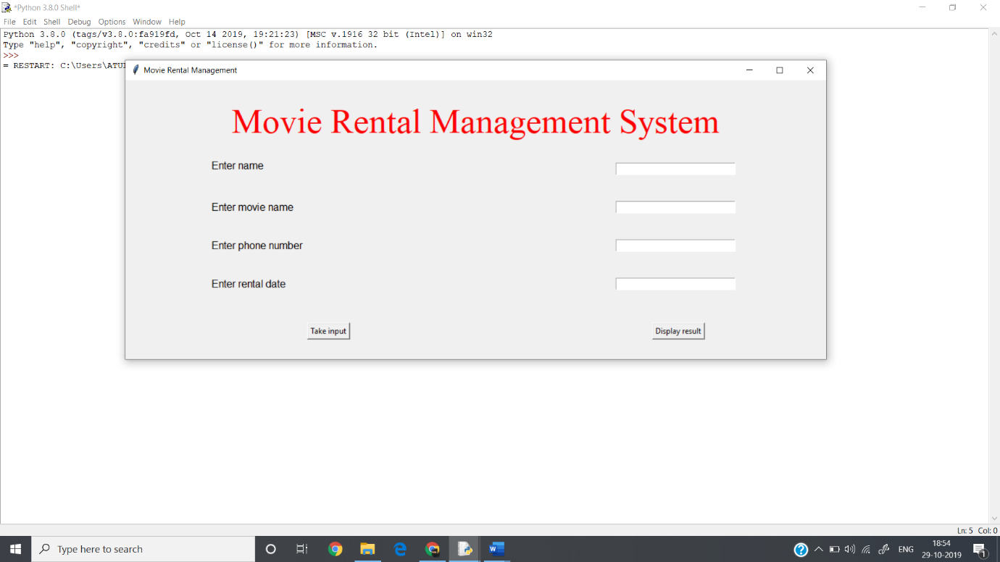 *Python 3.8.0 Shell*
File Edit Shell Debug Options Window Help
Python 3.8.0 (tags/v3.8.0:fa919fd, Oct 14 2019, 19:21:23) [MSC v.1916 32 bit (Intel)] on win32
Type "help", "copyright", "credits" or "license()" for more information.
>>>
= RESTART: C:\Users\ATU
Movie Rental Management
Movie Rental Management System
Enter name
Enter movie name
Enter phone number
Enter rental date
Take input Display result
Ln: 5 Col: 0
Type here to search
ENG
18:54
29-10-2019
1